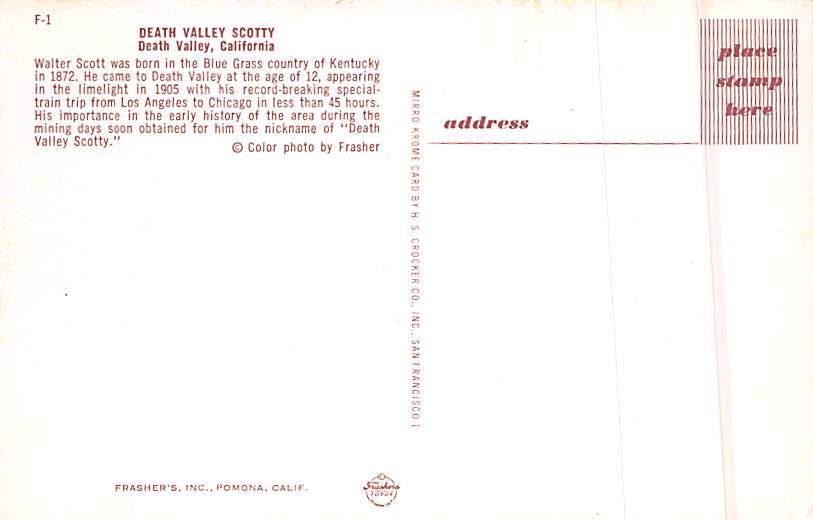 F-1
DEATH VALLEY SCOTTY
Death Valley, California
Walter Scott was born in the Blue Grass country of Kentucky
in 1872. He came to Death Valley at the age of 12, appearing
in the limelight in 1905 with his record-breaking special-
train trip from Los Angeles to Chicago in less than 45 hours.
His importance in the early history of the area during the
mining days soon obtained for him the nickname of "Death
Valley Scotty."
© Color photo by Frasher
MIRRO KROME CARD BY H. S. CROCKER CO., INC., SAN FRANCISCO 1
address
place
stamp
here
FRASHER'S, INC., POMONA, CALIF.
©
Frashers
FOTOS